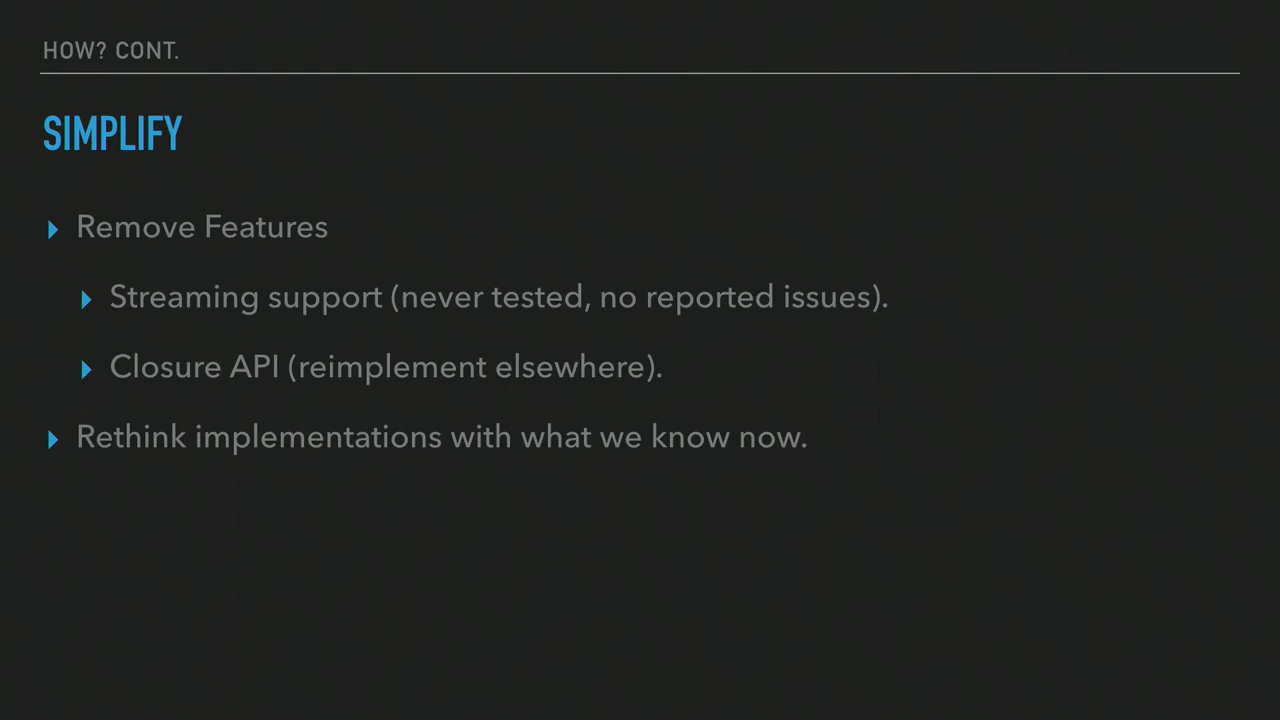 HOW? CONT.
SIMPLIFY
Remove Features
Streaming support (never tested, no reported issues).
Closure API (reimplement elsewhere).
Rethink implementations with what we know now.